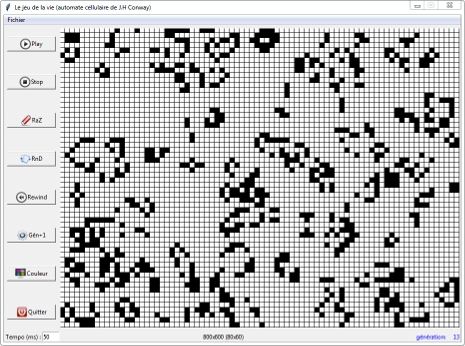 Le jeu de la vie (automate cellulaire de J.H Conway)
Fichier
Play
Stop
RaZ
RnD
Rewind
Gén+1
Couleur
Quitter
Tempo (ms) : 50 800x600 (80x60) génération: 13